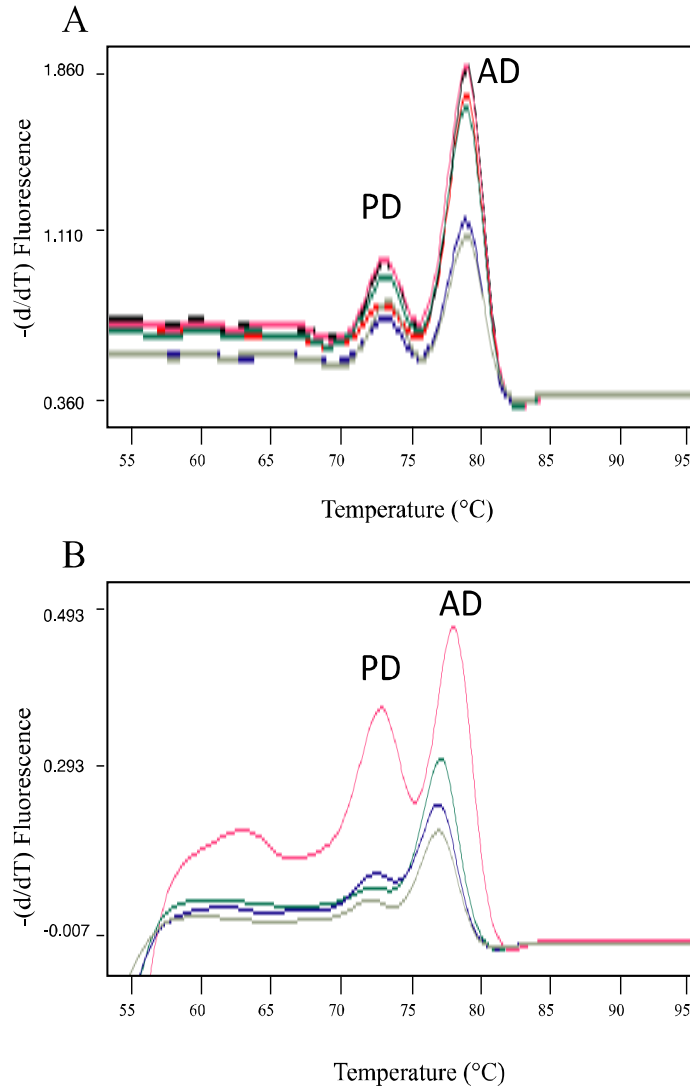 A
1.860
1.110
0.360
-(d/dT) Fluorescence
PD
AD
55 60 65 70 75 80 85 90 95
Temperature (°C)
B
0.493
0.293
-0.007
-(d/dT) Fluorescence
PD
AD
55 60 65 70 75 80 85 90 95
Temperature (°C)